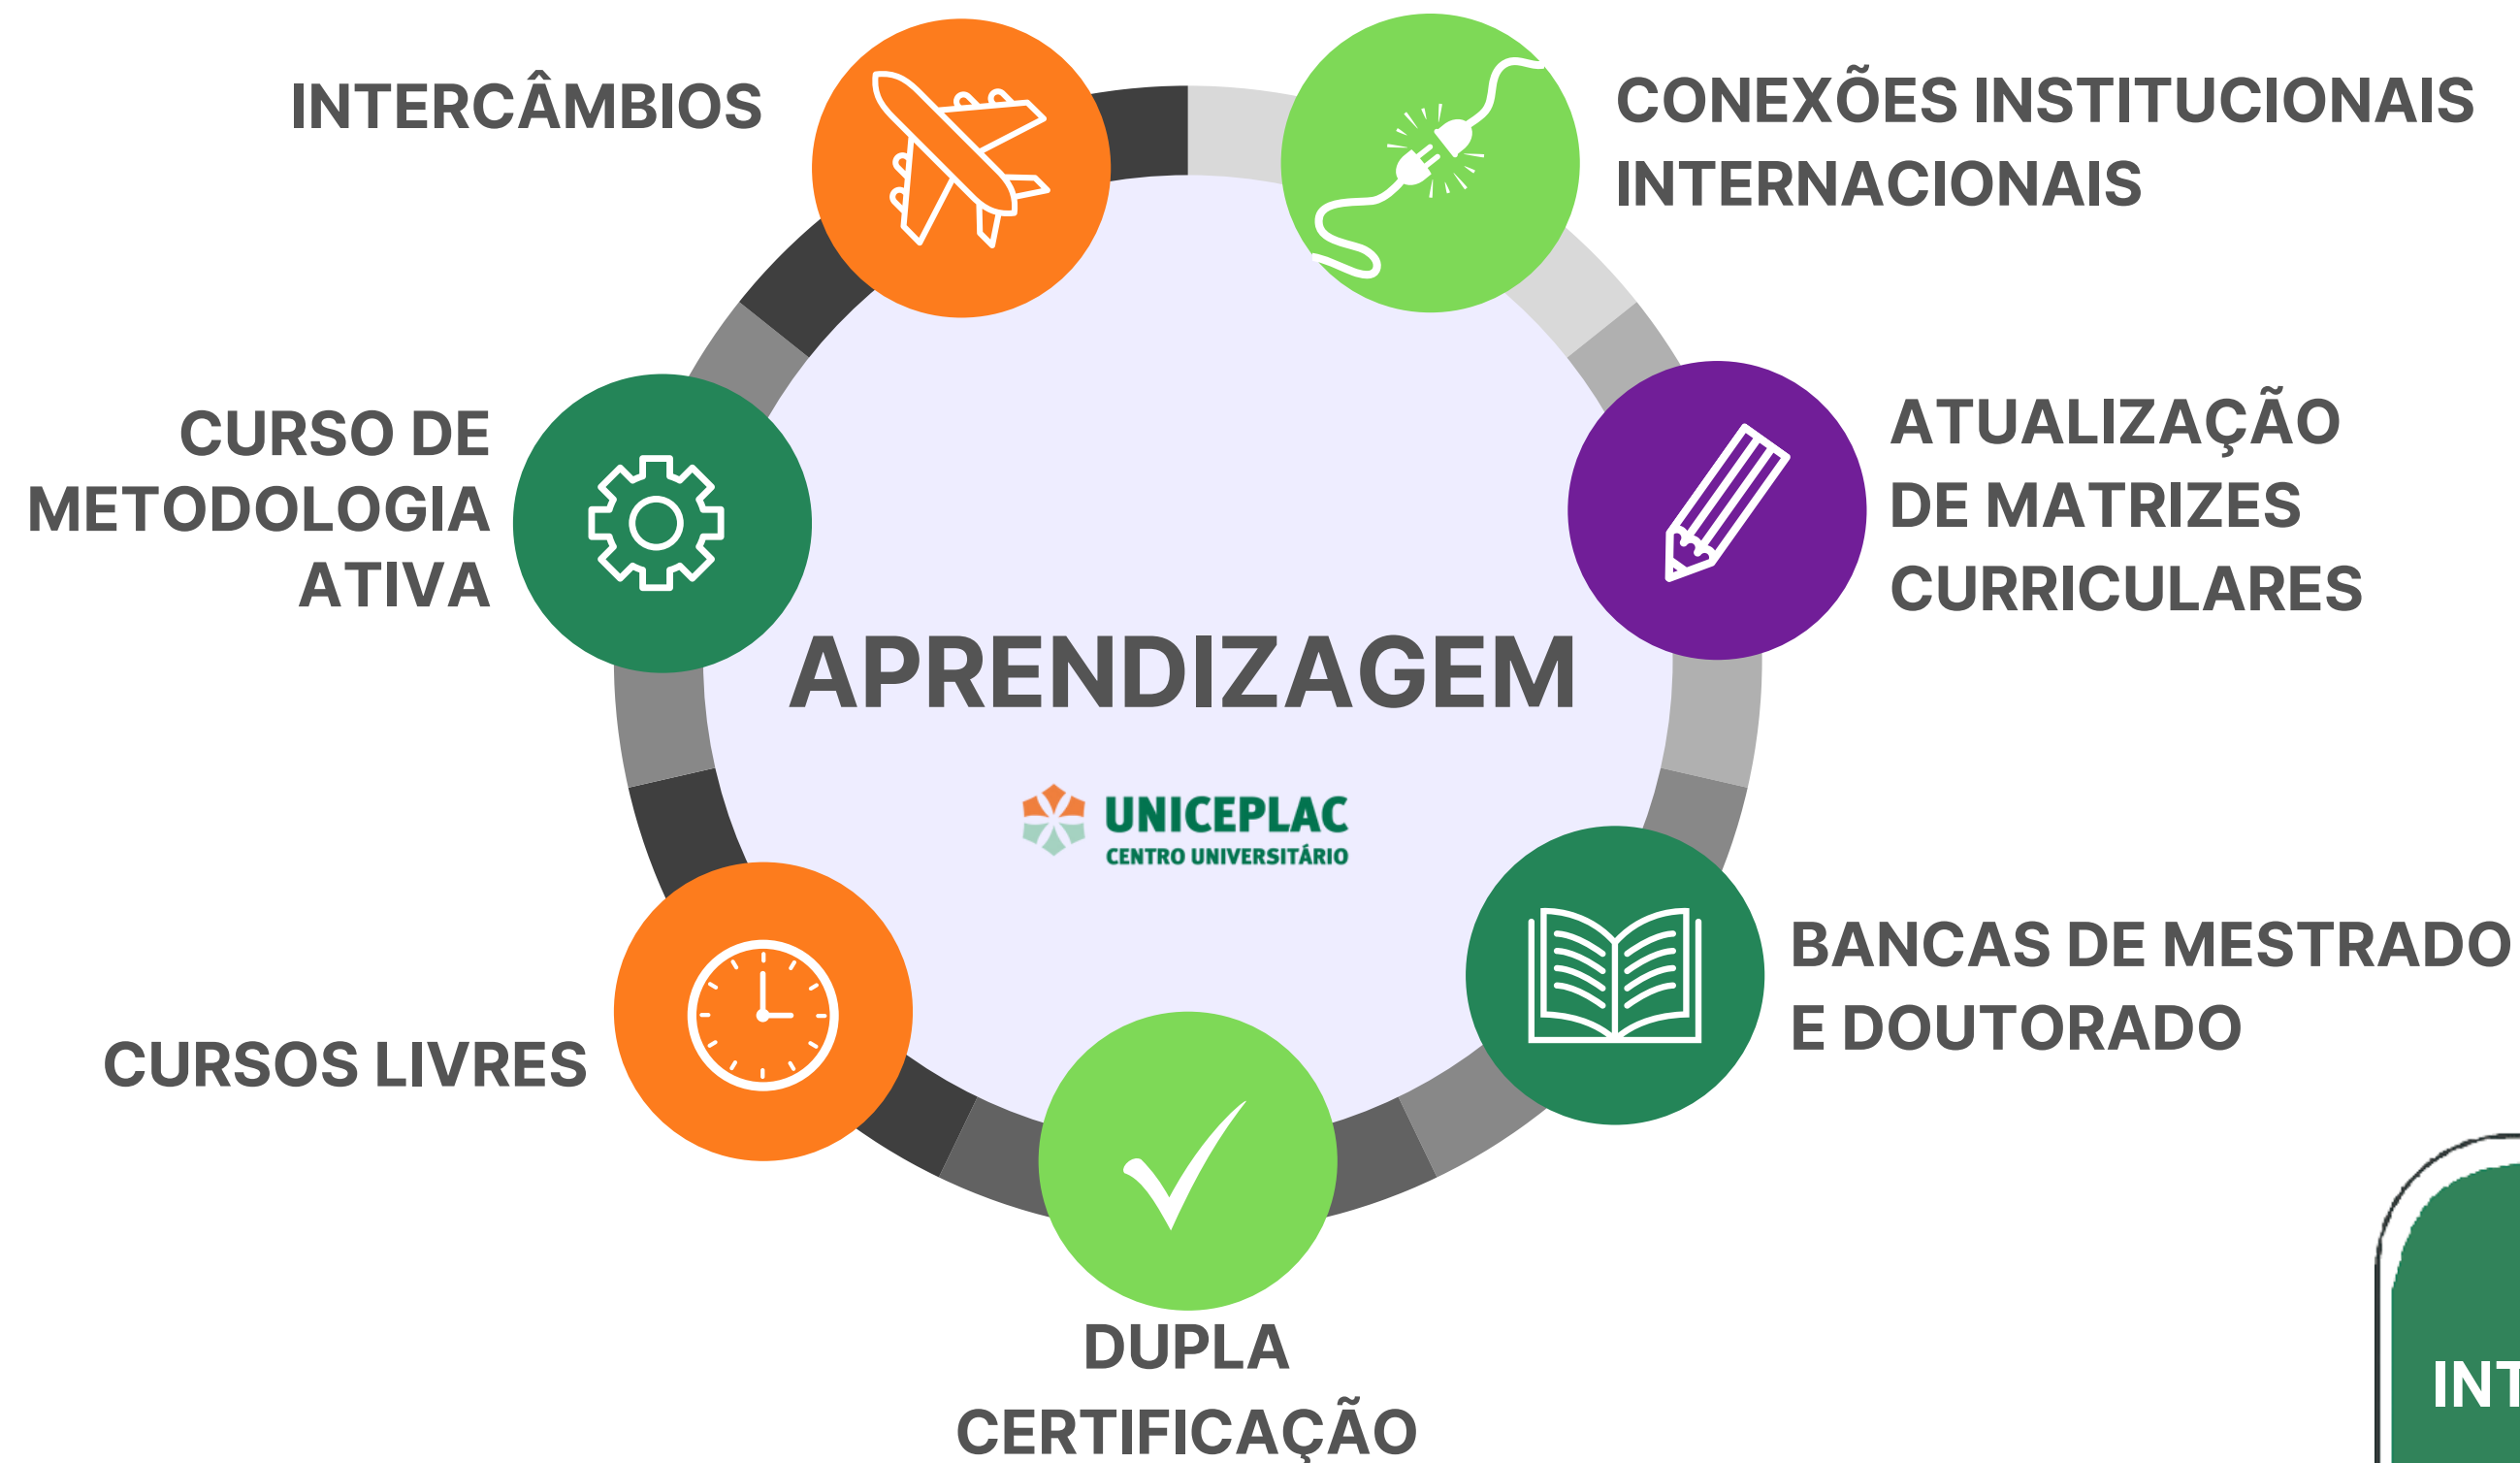 INTERCÂMBIOS
CONEXÕES INSTITUCIONAIS
INTERNACIONAIS
CURSO DE
METODOLOGIA
ATIVA
ATUALIZAÇÃO
DE MATRIZES
CURRICULARES
APRENDIZAGEM
UNICEPLAC
CENTRO UNIVERSITÁRIO
BANCAS DE MESTRADO
E DOUTORADO
CURSOS LIVRES
DUPLA
CERTIFICAÇÃO